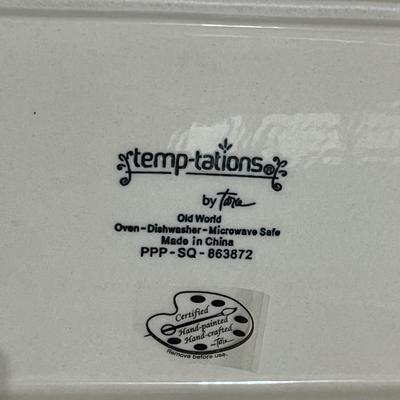 temp-tations®
by Tara
Old World
Oven-Dishwasher-Microwave Safe
Made in China
PPP-SQ-863872
Certified
Hand-painted
Hand-crafted
Tara
Remove before use.